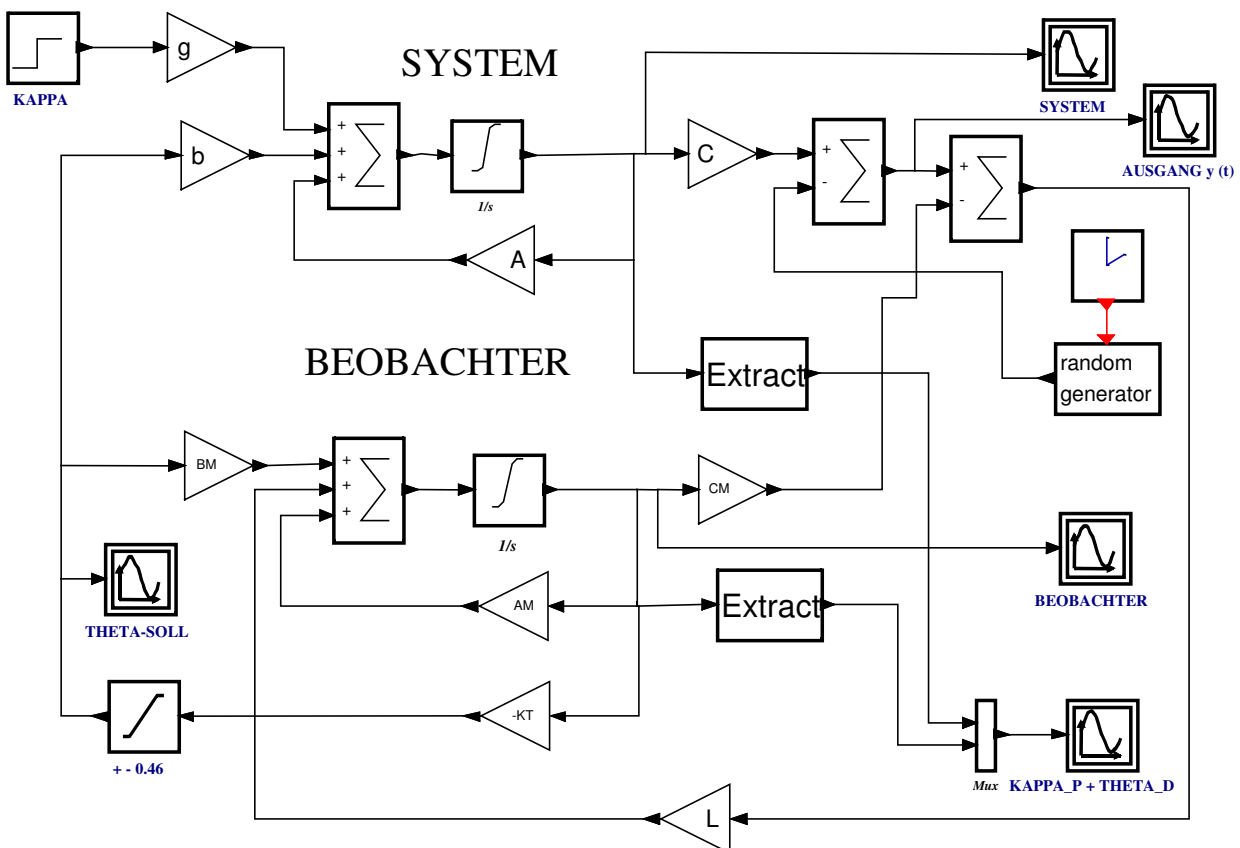 g
SYSTEM
KAPPA
SYSTEM
+
b
+
+
C
+
-
AUSGANG y (t)
+
-
1/s
A
BEOBACHTER
Extract
random
generator
BM
+
+
+
CM
1/s
AM
Extract
BEOBACHTER
THETA-SOLL
-KT
+ - 0.46
Mux
KAPPA_P + THETA_D
L